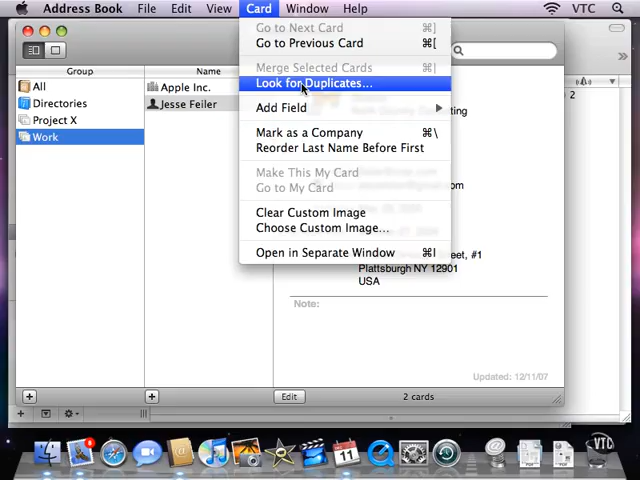 Address Book File Edit View Card Window Help VTC
Group
Name
All
Directories
Project X
Work
Apple Inc.
Jesse Feiler
Go to Next Card ⌘]
Go to Previous Card ⌘[
Merge Selected Cards ⌘|
Look for Duplicates...
Add Field
Mark as a Company ⌘\
Reorder Last Name Before First
Make This My Card
Go to My Card
Clear Custom Image
Choose Custom Image...
Open in Separate Window ⌘I
2
Plattsburgh NY 12901
USA
Note:
Updated: 12/11/07
Edit
2 cards
11
VTC